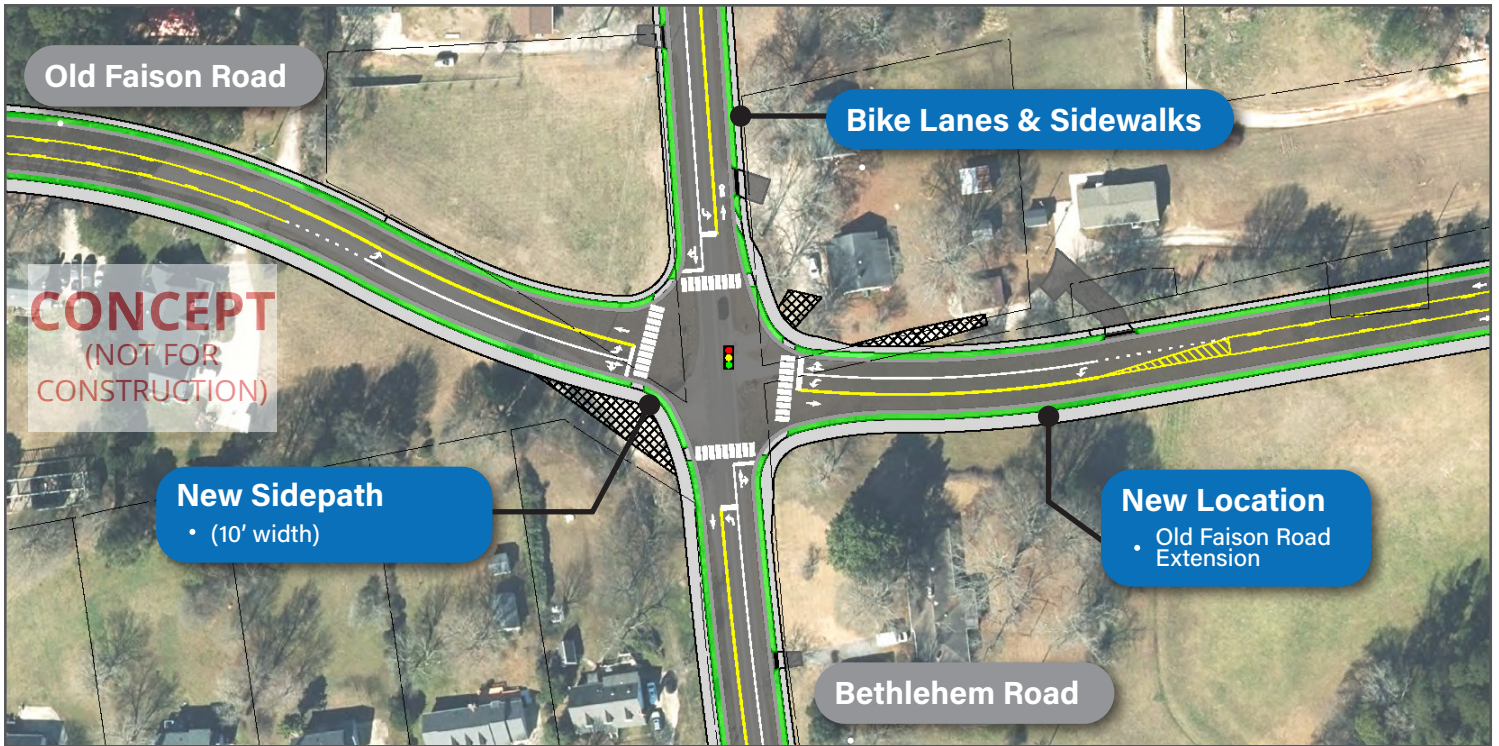 Old Faison Road
Bike Lanes & Sidewalks
CONCEPT
(NOT FOR
CONSTRUCTION)
New Sidepath
• (10' width)
New Location
• Old Faison Road
Extension
Bethlehem Road